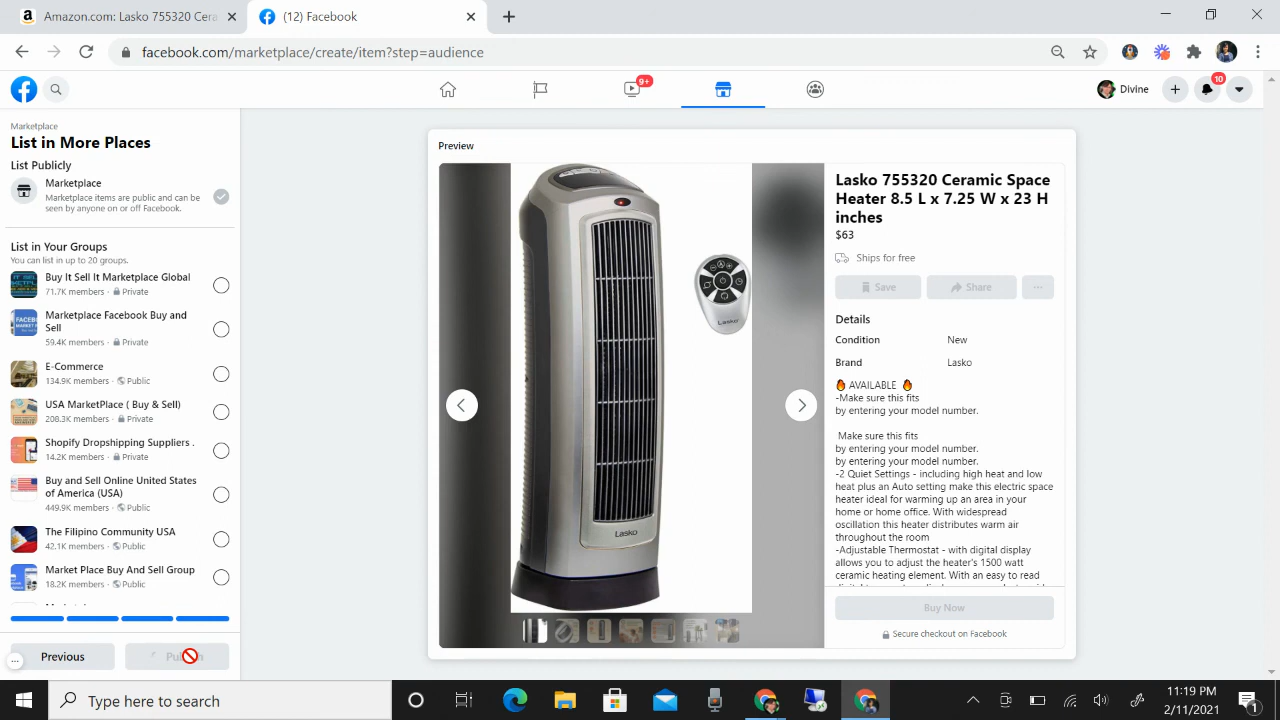 Amazon.com: Lasko 755320 Cera
(12) Facebook
facebook.com/marketplace/create/item?step=audience
9+
Divine
10
Marketplace
List in More Places
List Publicly
Marketplace
Marketplace items are public and can be
seen by anyone on or off Facebook.
List in Your Groups
You can list in up to 20 groups.
Buy It Sell It Marketplace Global
71.7K members · Private
Marketplace Facebook Buy and
Sell
59.4K members · Private
E-Commerce
134.9K members · Public
USA MarketPlace ( Buy & Sell)
208.3K members · Private
Shopify Dropshipping Suppliers .
14.2K members · Private
Buy and Sell Online United States
of America (USA)
449.9K members · Public
The Filipino Community USA
42.1K members · Public
Market Place Buy And Sell Group
18.2K members · Public
Previous
Preview
Lasko
Lasko
Lasko 755320 Ceramic Space
Heater 8.5 L x 7.25 W x 23 H
inches
$63
Ships for free
Save
Share
Details
Condition New
Brand Lasko
🔥 AVAILABLE 🔥
-Make sure this fits
by entering your model number.
Make sure this fits
by entering your model number.
by entering your model number.
-2 Quiet Settings - including high heat and low
heat plus an Auto setting make this electric space
heater ideal for warming up an area in your
home or home office. With widespread
oscillation this heater distributes warm air
throughout the room
-Adjustable Thermostat - with digital display
allows you to adjust the heater's 1500 watt
ceramic heating element. With an easy to read
Buy Now
Secure checkout on Facebook
Type here to search
11:19 PM
2/11/2021
1